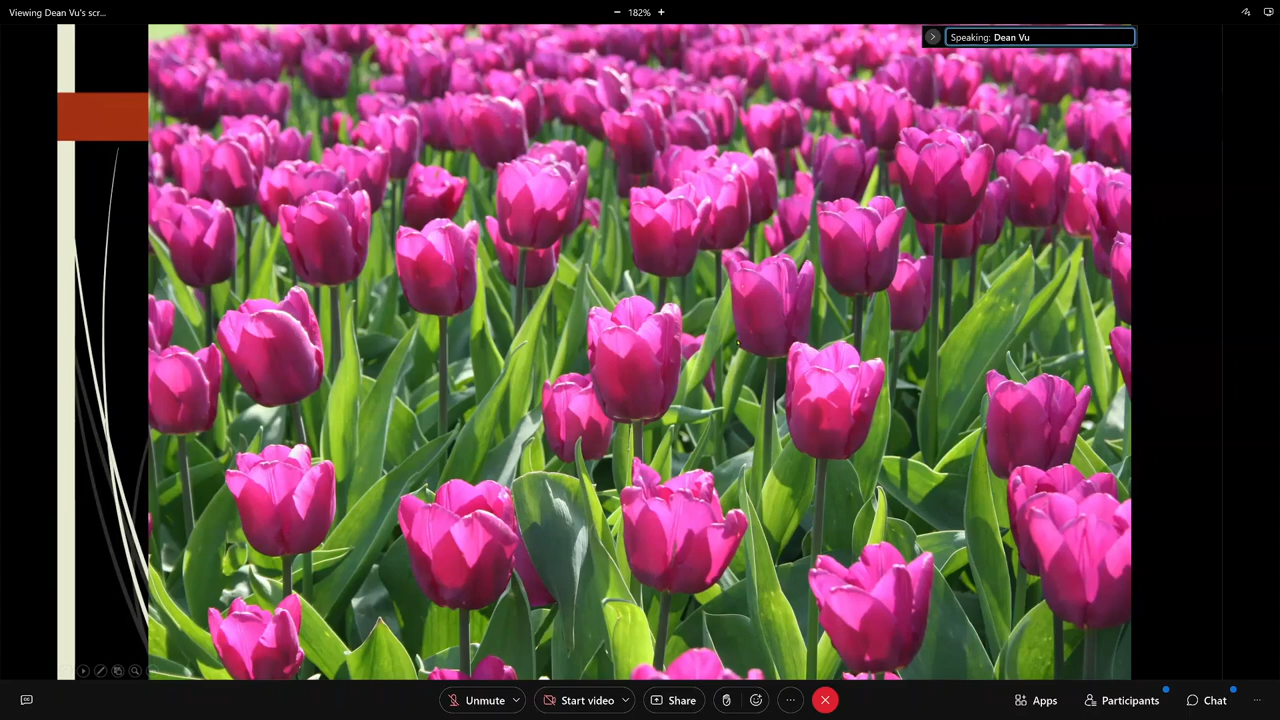 Viewing Dean Vu's scr...
182%
Speaking: Dean Vu
Unmute
Start video
Share
Apps
Participants
Chat